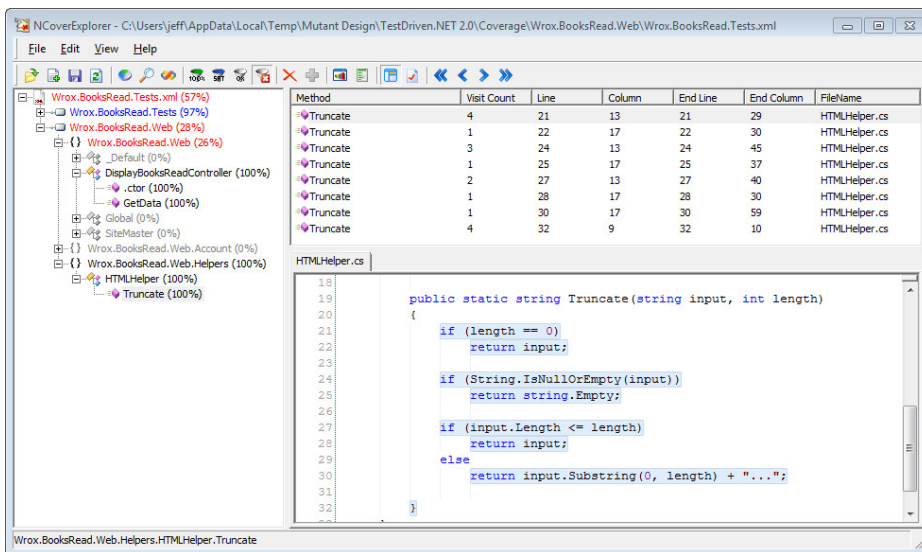 NCoverExplorer - C:\Users\jeff\AppData\Local\Temp\Mutant Design\TestDriven.NET 2.0\Coverage\Wrox.BooksRead.Web\Wrox.BooksRead.Tests.xml
File Edit View Help
Wrox.BooksRead.Tests.xml (57%)
Wrox.BooksRead.Tests (97%)
Wrox.BooksRead.Web (28%)
{} Wrox.BooksRead.Web (26%)
_Default (0%)
DisplayBooksReadController (100%)
.ctor (100%)
GetData (100%)
Global (0%)
SiteMaster (0%)
{} Wrox.BooksRead.Web.Account (0%)
{} Wrox.BooksRead.Web.Helpers (100%)
HTMLHelper (100%)
Truncate (100%)
Method Visit Count Line Column End Line End Column FileName
Truncate 4 21 13 21 29 HTMLHelper.cs
Truncate 1 22 17 22 30 HTMLHelper.cs
Truncate 3 24 13 24 45 HTMLHelper.cs
Truncate 1 25 17 25 37 HTMLHelper.cs
Truncate 2 27 13 27 40 HTMLHelper.cs
Truncate 1 28 17 28 30 HTMLHelper.cs
Truncate 1 30 17 30 59 HTMLHelper.cs
Truncate 4 32 9 32 10 HTMLHelper.cs
HTMLHelper.cs
18
19 public static string Truncate(string input, int length)
20 {
21 if (length == 0)
22 return input;
23
24 if (String.IsNullOrEmpty(input))
25 return string.Empty;
26
27 if (input.Length <= length)
28 return input;
29 else
30 return input.Substring(0, length) + "...";
31
32 }
Wrox.BooksRead.Web.Helpers.HTMLHelper.Truncate